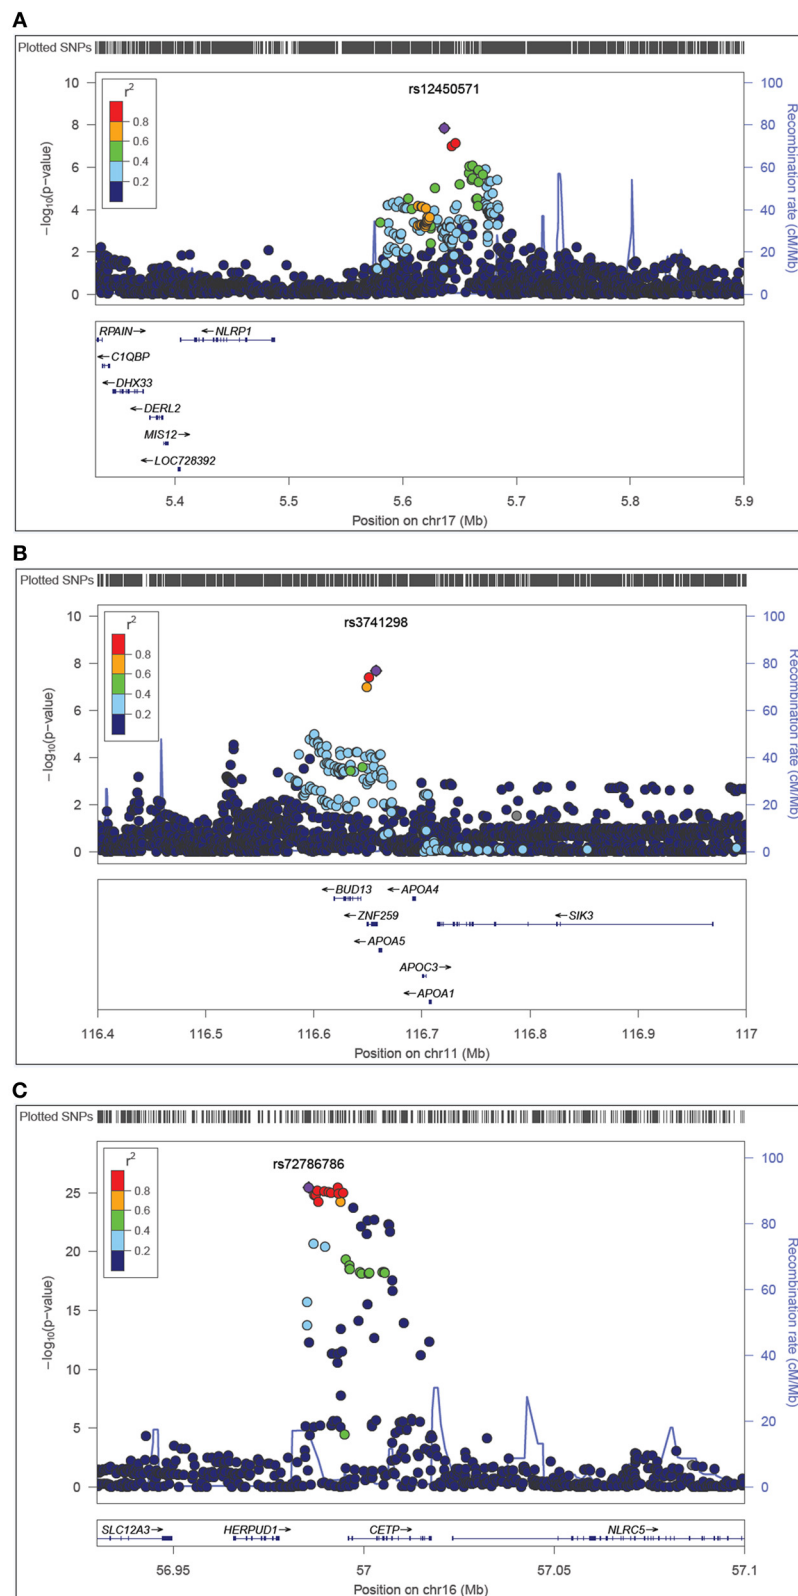 A
Plotted SNPs
rs12450571
r²
0.8
0.6
0.4
0.2
10
8
6
4
2
0
−log10(p−value)
100
80
60
40
20
0
Recombination rate (cM/Mb)
RPAIN→
←NLRP1
←C1QBP
←DHX33
←DERL2
MIS12→
←LOC728392
5.4 5.5 5.6 5.7 5.8 5.9
Position on chr17 (Mb)
B
Plotted SNPs
rs3741298
r²
0.8
0.6
0.4
0.2
10
8
6
4
2
0
−log10(p−value)
100
80
60
40
20
0
Recombination rate (cM/Mb)
←BUD13 ←APOA4
←ZNF259 ←SIK3
←APOA5
APOC3→
←APOA1
116.4 116.5 116.6 116.7 116.8 116.9 117
Position on chr11 (Mb)
C
Plotted SNPs
rs72786786
r²
0.8
0.6
0.4
0.2
25
20
15
10
5
0
−log10(p−value)
100
80
60
40
20
0
Recombination rate (cM/Mb)
SLC12A3→ HERPUD1→ CETP→ NLRC5→
56.95 57 57.05 57.1
Position on chr16 (Mb)